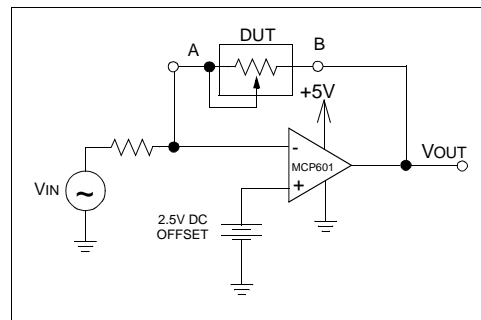 DUT
A
B
+5V
-
MCP601
+
VOUT
VIN
~
2.5V DC
OFFSET